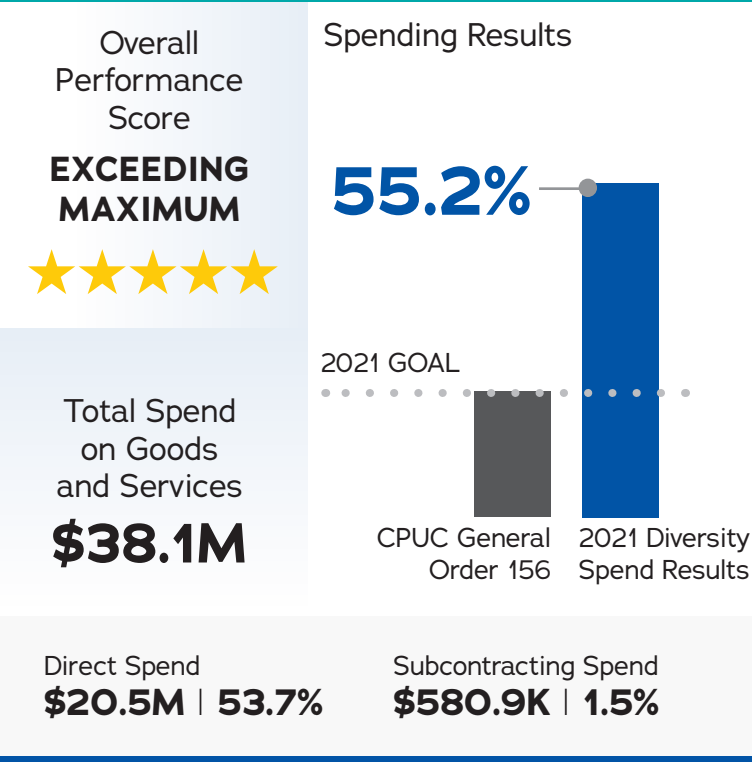 Overall
Performance
Score
EXCEEDING
MAXIMUM
Total Spend
on Goods
and Services
$38.1M
Spending Results
55.2%
2021 GOAL
CPUC General
Order 156
2021 Diversity
Spend Results
Direct Spend
$20.5M | 53.7%
Subcontracting Spend
$580.9K | 1.5%